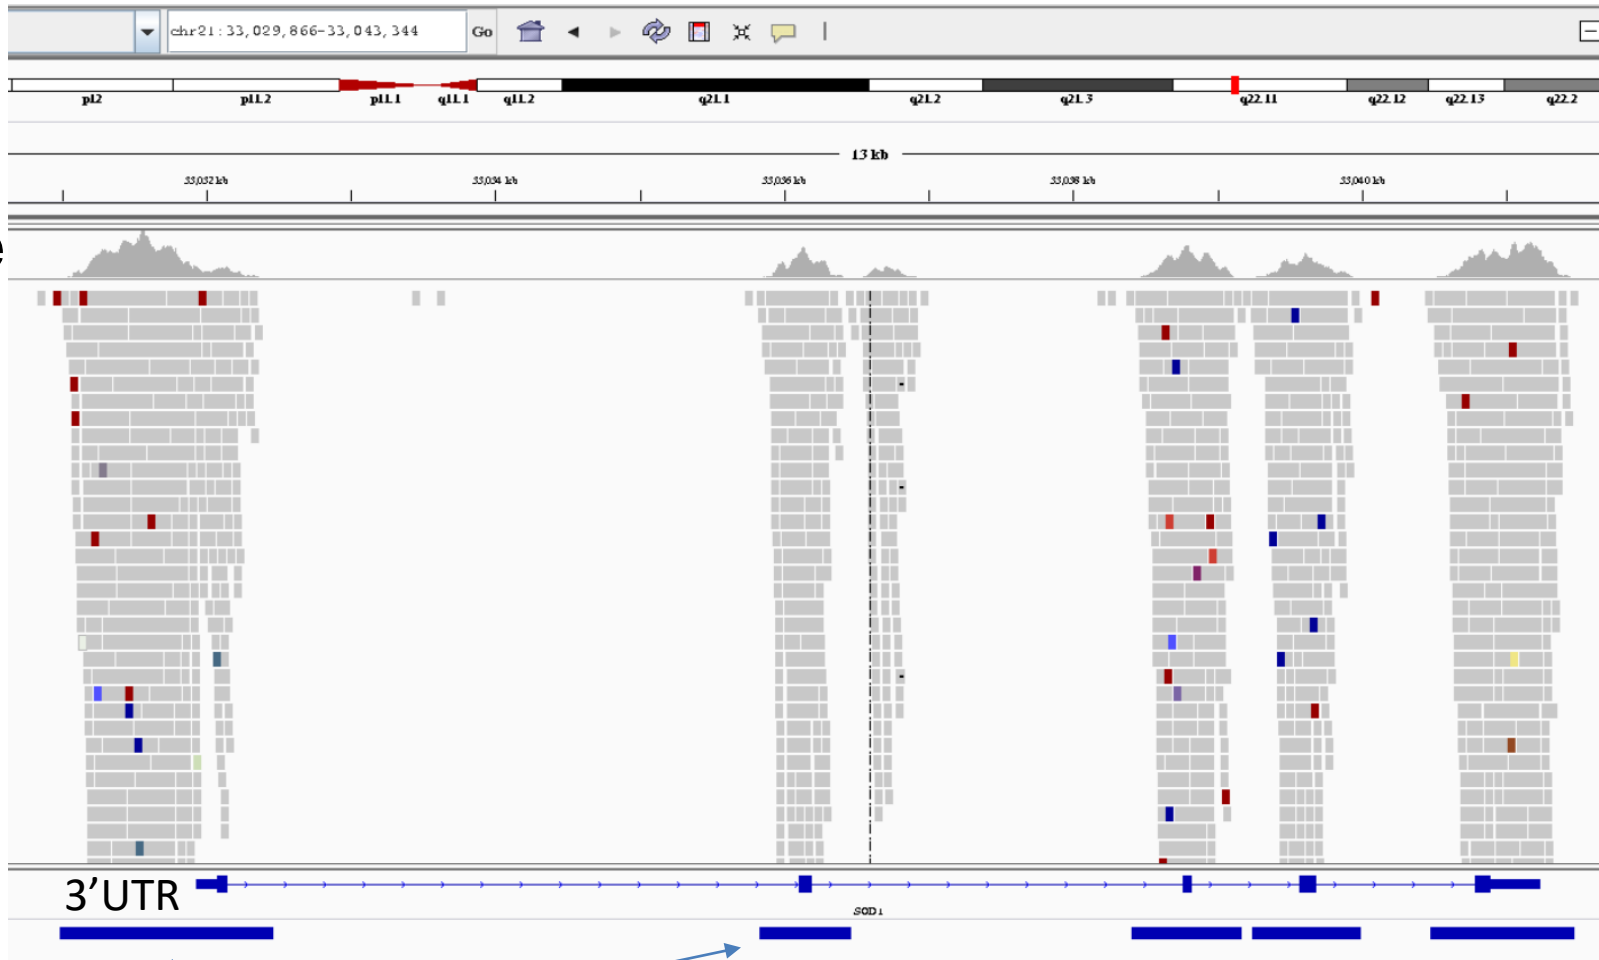 chr21:33,029,866-33,043,344 Go
p12 p11.2 p11.1 q11.1 q11.2 q21.1 q21.2 q21.3 q22.11 q22.12 q22.13 q22.2
13 kb
33,032 kb 33,034 kb 33,036 kb 33,038 kb 33,040 kb
e
3’UTR
SOD1